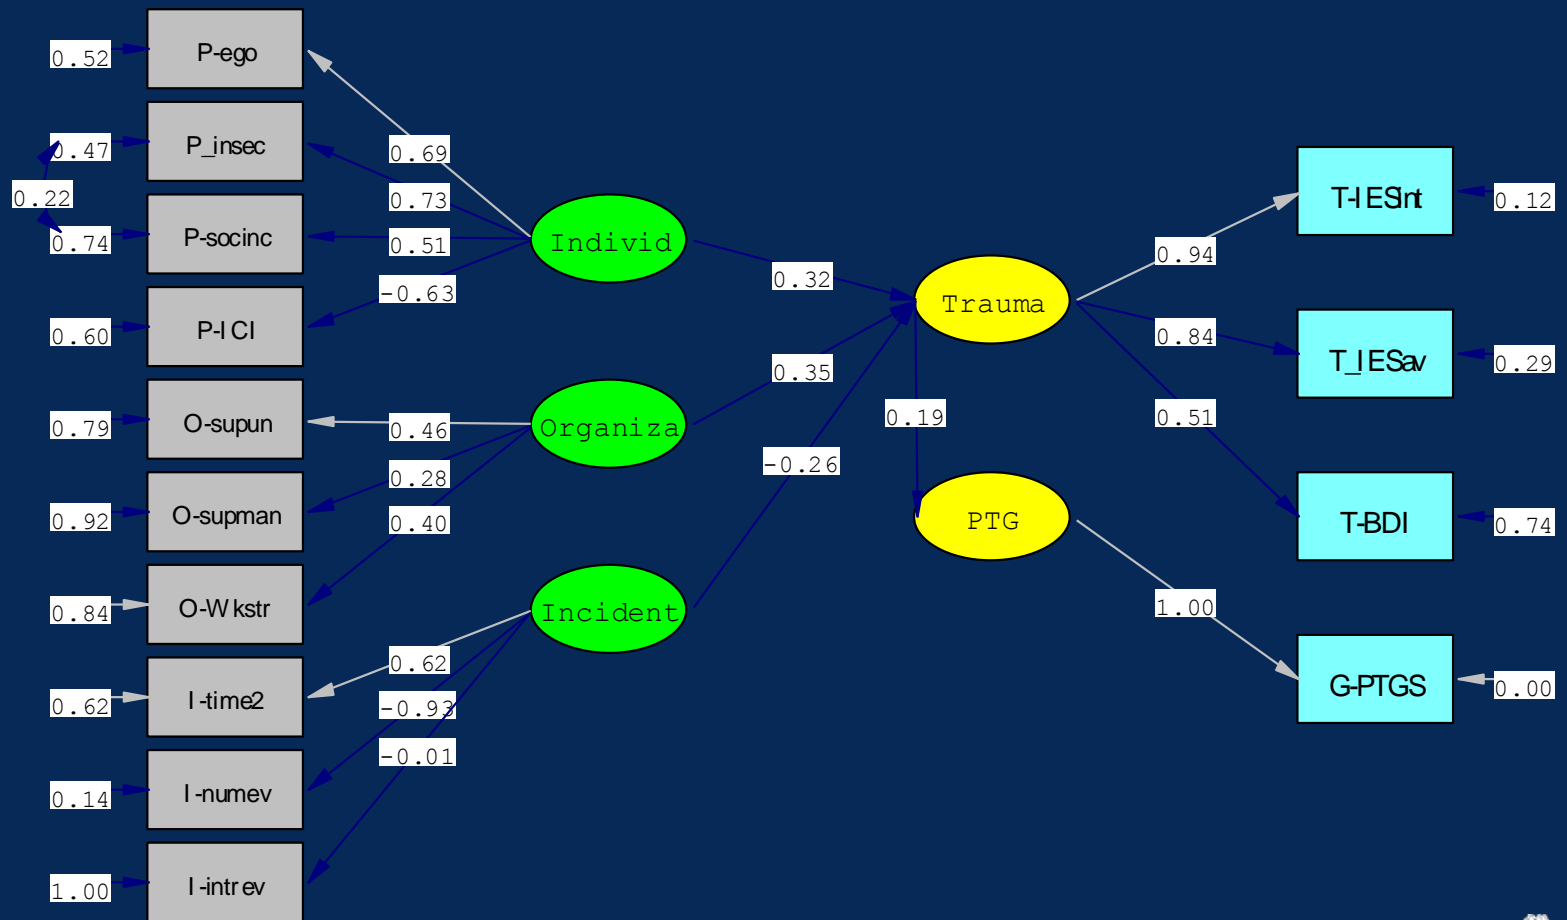 P-ego
0.52
P_insec
0.47
0.69
0.22
0.73
P-socinc
0.74
0.51
Individ
-0.63
P-ICI
0.60
0.32
Trauma
T-IESint
0.12
0.94
T_IESav
0.29
0.84
O-supun
0.79
0.46
Organiza
0.35
0.19
0.51
0.28
O-supman
0.92
0.40
-0.26
PTG
T-BDI
0.74
O-Wkstr
0.84
Incident
1.00
0.62
I-time2
0.62
-0.93
G-PTGS
0.00
-0.01
I-numev
0.14
I-intrev
1.00